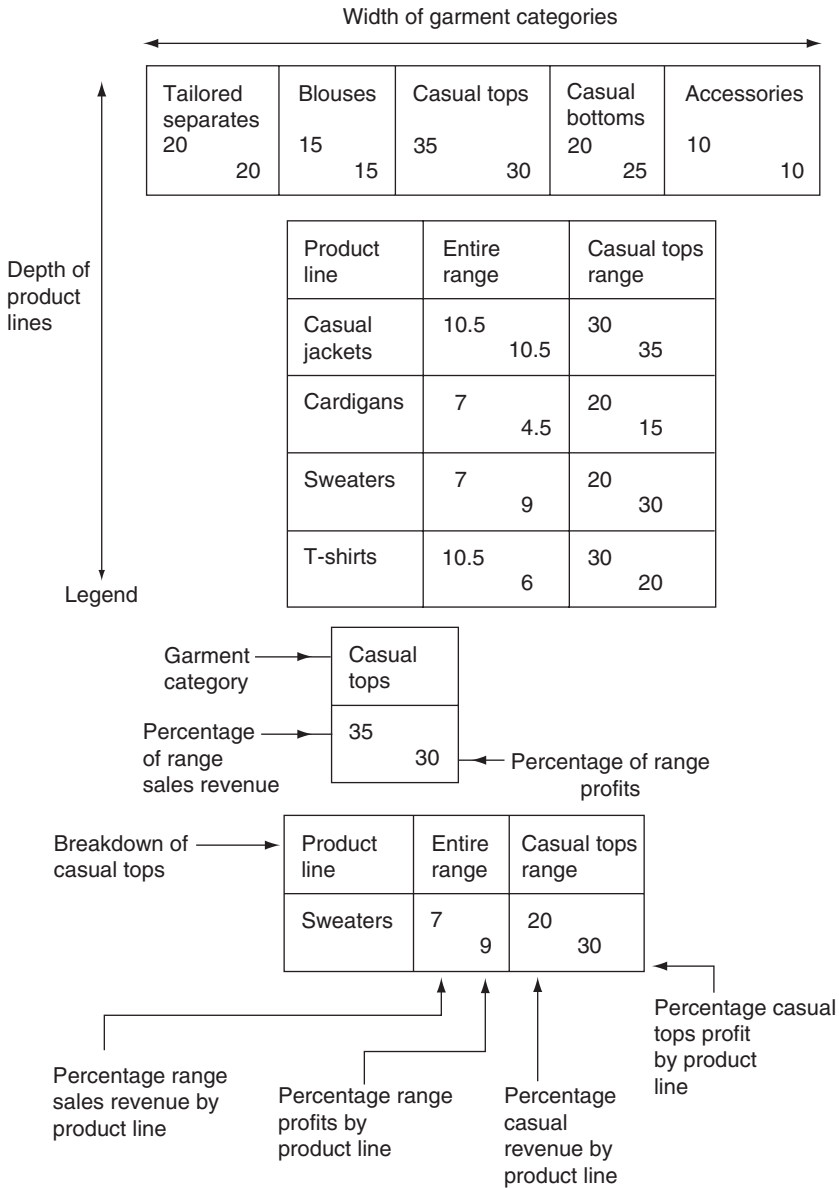 Width of garment categories
Tailored
separates
20
20
Blouses
15
15
Casual tops
35
30
Casual
bottoms
20
25
Accessories
10
10
Depth of
product
lines
Product
line
Entire
range
Casual tops
range
Casual
jackets
10.5
10.5
30
35
Cardigans
7
4.5
20
15
Sweaters
7
9
20
30
T-shirts
10.5
6
30
20
Legend
Garment
category
Casual
tops
Percentage
of range
sales revenue
35
30
Percentage of range
profits
Breakdown of
casual tops
Product
line
Entire
range
Casual tops
range
Sweaters
7
9
20
30
Percentage range
sales revenue by
product line
Percentage range
profits by
product line
Percentage
casual
revenue by
product line
Percentage casual
tops profit
by product
line